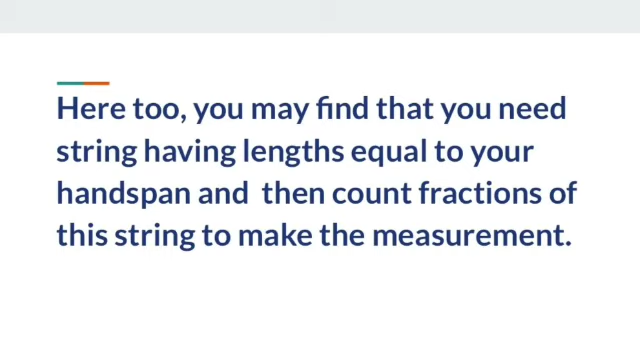 Here too, you may find that you need
string having lengths equal to your
handspan and  then count fractions of
this string to make the measurement.